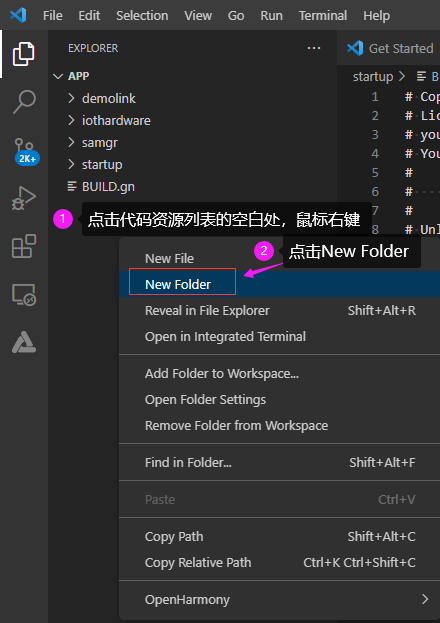 File Edit Selection View Go Run Terminal Help
EXPLORER ···
Get Started
APP
startup > B
demolink
iothardware
samgr
startup
BUILD.gn
1 # Cop
2 # Lic
3 # you
4 # You
5 #
6 # ····
7 #
8 # Unl
2K+
1 点击代码资源列表的空白处，鼠标右键
2 点击New Folder
New File
New Folder
Reveal in File Explorer Shift+Alt+R
Open in Integrated Terminal
Add Folder to Workspace...
Open Folder Settings
Remove Folder from Workspace
Find in Folder... Shift+Alt+F
Paste Ctrl+V
Copy Path Shift+Alt+C
Copy Relative Path Ctrl+K Ctrl+Shift+C
OpenHarmony